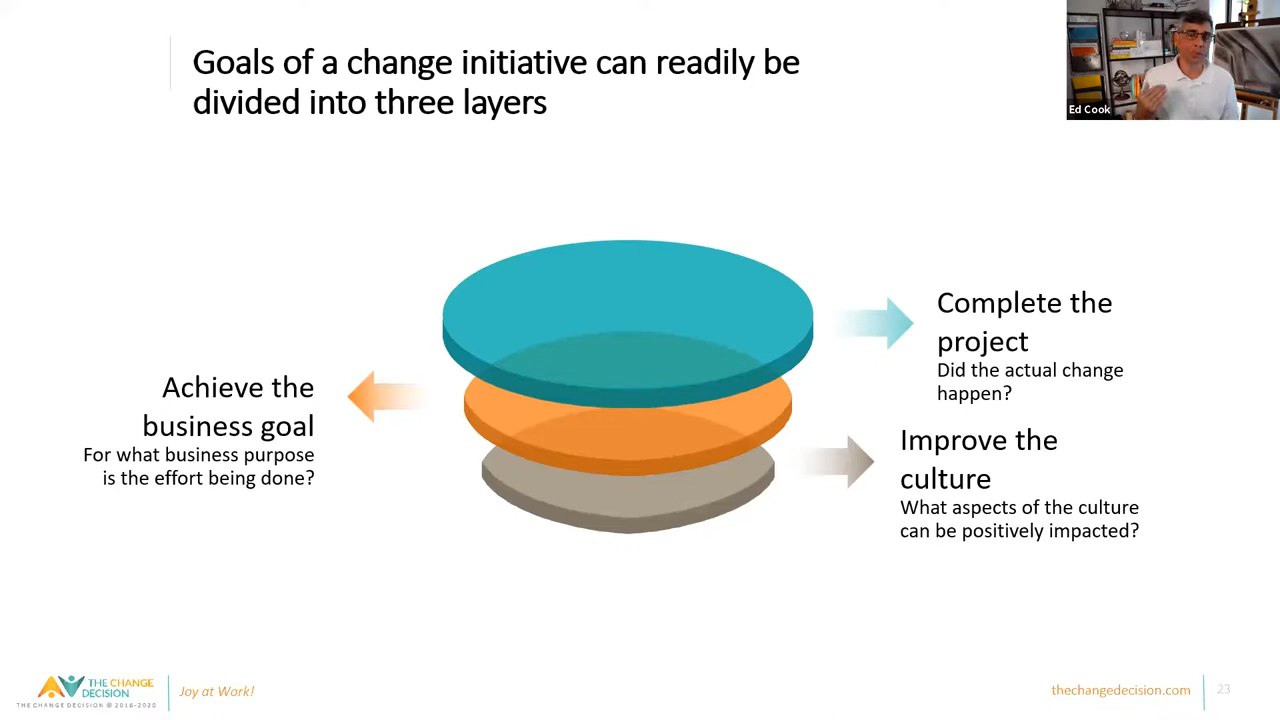 Goals of a change initiative can readily be
divided into three layers
Ed Cook
Complete the
project
Did the actual change
happen?
Achieve the
business goal
For what business purpose
is the effort being done?
Improve the
culture
What aspects of the culture
can be positively impacted?
THE CHANGE
DECISION
THE CHANGE DECISION © 2016-2020
Joy at Work!
thechangedecision.com
23